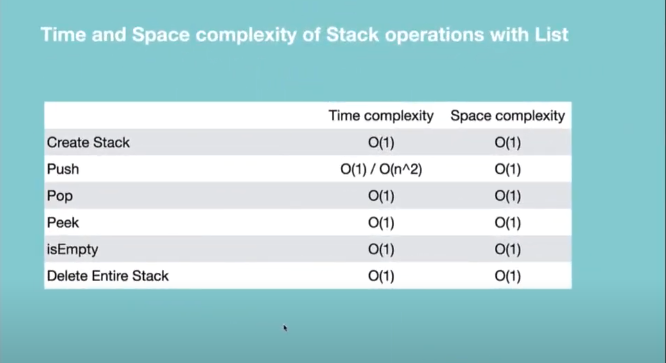 Time and Space complexity of Stack operations with List
Time complexity Space complexity
Create Stack O(1) O(1)
Push O(1) / O(n^2) O(1)
Pop O(1) O(1)
Peek O(1) O(1)
isEmpty O(1) O(1)
Delete Entire Stack O(1) O(1)